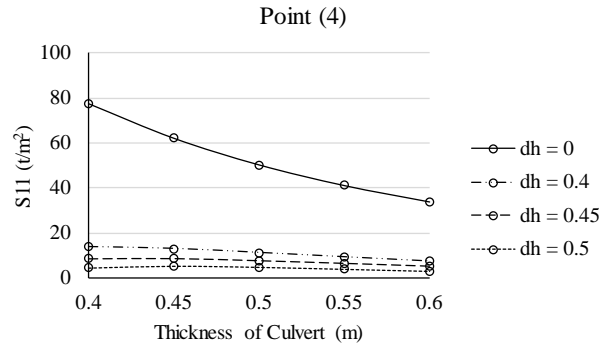 Point (4)
100
80
60
40
20
0
S11 (t/m²)
0.4 0.45 0.5 0.55 0.6
Thickness of Culvert (m)
dh = 0
dh = 0.4
dh = 0.45
dh = 0.5